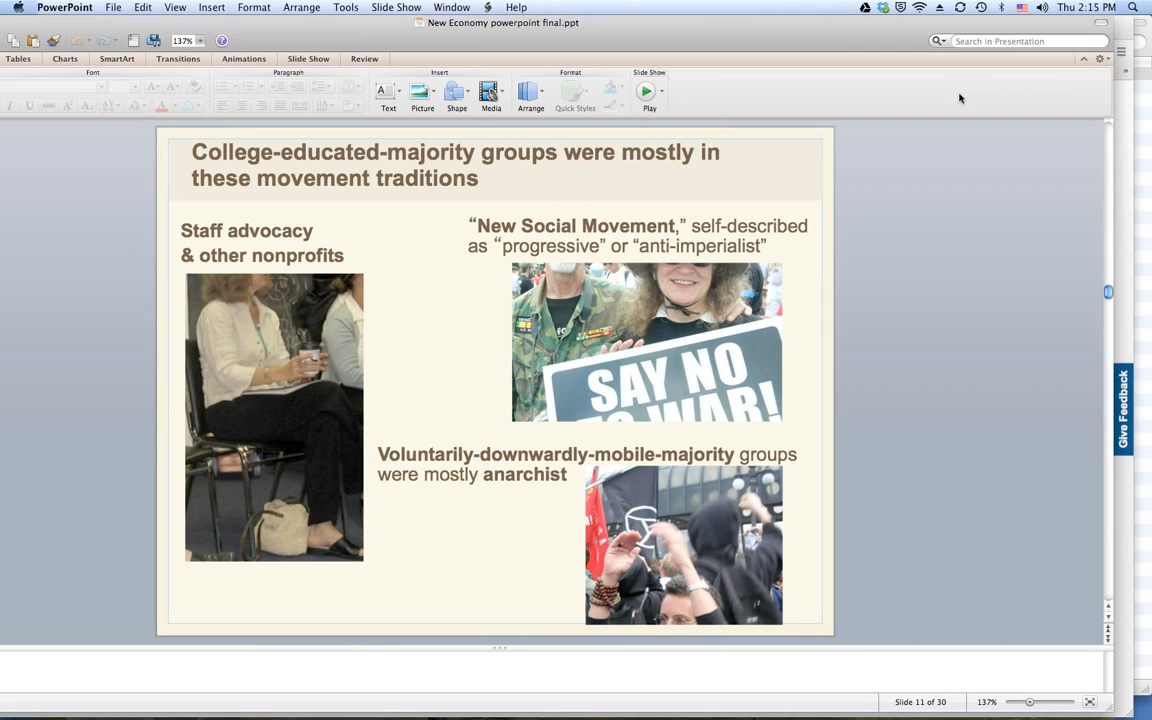 PowerPoint File Edit View Insert Format Arrange Tools Slide Show Window Help Thu 2:15 PM
New Economy powerpoint final.ppt
137% Search in Presentation
Tables Charts SmartArt Transitions Animations Slide Show Review
Font Paragraph Insert Format Slide Show
Text Picture Shape Media Arrange Quick Styles Play
College-educated-majority groups were mostly in
these movement traditions
Staff advocacy
& other nonprofits
“New Social Movement,” self-described
as “progressive” or “anti-imperialist”
SAY NO
TO WAR!
Voluntarily-downwardly-mobile-majority groups
were mostly anarchist
Give Feedback
Slide 11 of 30 137%